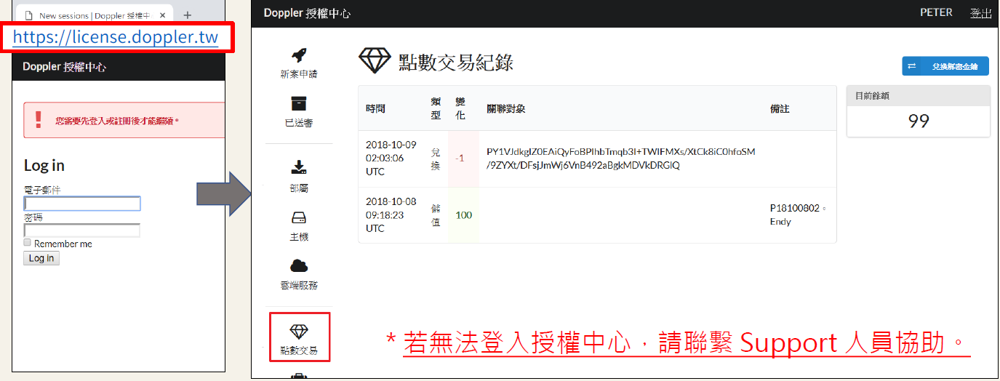 New sessions | Doppler 授權中
https://license.doppler.tw
Doppler 授權中心
您需要先登入或註冊後才能繼續。
Log in
電子郵件
密碼
Remember me
Log in
Doppler 授權中心
PETER
登出
新案申請
已送審
部屬
主機
雲端服務
點數交易
點數交易紀錄
兌換解密金鑰
時間
類型
變化
關聯對象
備註
2018-10-09
02:03:06
UTC
兌換
-1
PY1VJdkgIZ0EAiQyFoBPIhbTmqb3I+TWIFMXs/XtCk8iC0hfoSM
/9ZYXt/DFsjJmWj6VnB492aBgkMDVkDRGlQ
2018-10-08
09:18:23
UTC
儲值
100
P18100802。
Endy
目前餘額
99
* 若無法登入授權中心，請聯繫 Support 人員協助。